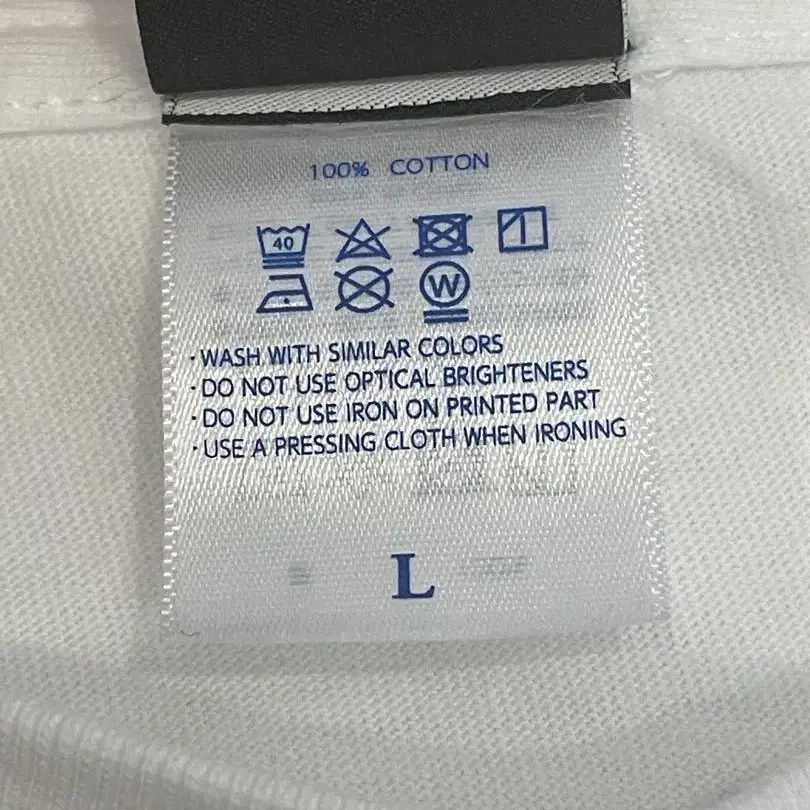 100% COTTON
40
W
· WASH WITH SIMILAR COLORS
· DO NOT USE OPTICAL BRIGHTENERS
· DO NOT USE IRON ON PRINTED PART
· USE A PRESSING CLOTH WHEN IRONING
L